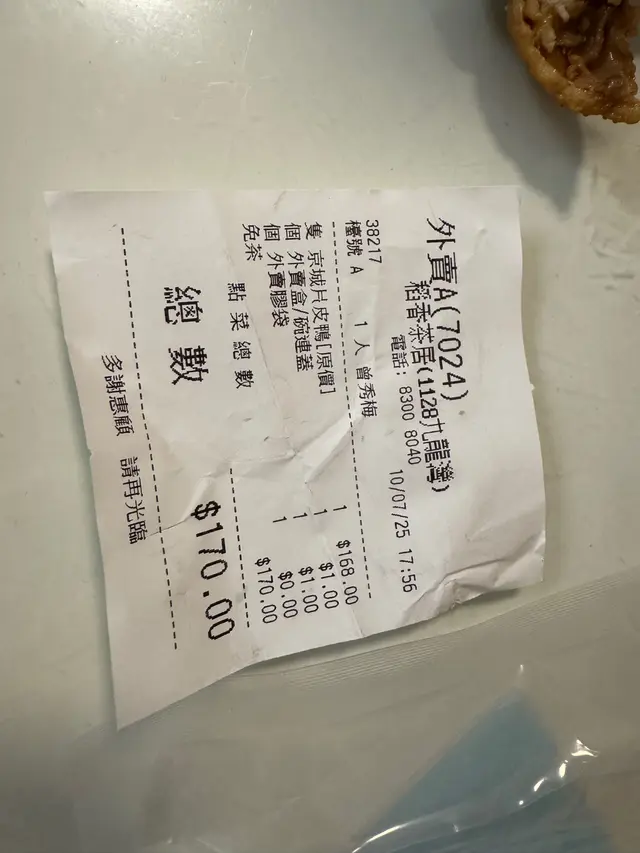 外賣A(7024)
稻香茶居(1128九龍灣)
電話: 8300 8040
10/07/25 17:56
38217
檯號 A 1 人 曾秀梅
隻 京城片皮鴨[原價] 1 $168.00
個 外賣盒/碗連蓋 1 $1.00
個 外賣膠袋 1 $1.00
免茶 1 $0.00
點菜總數 $170.00
總數 $170.00
多謝惠顧 請再光臨